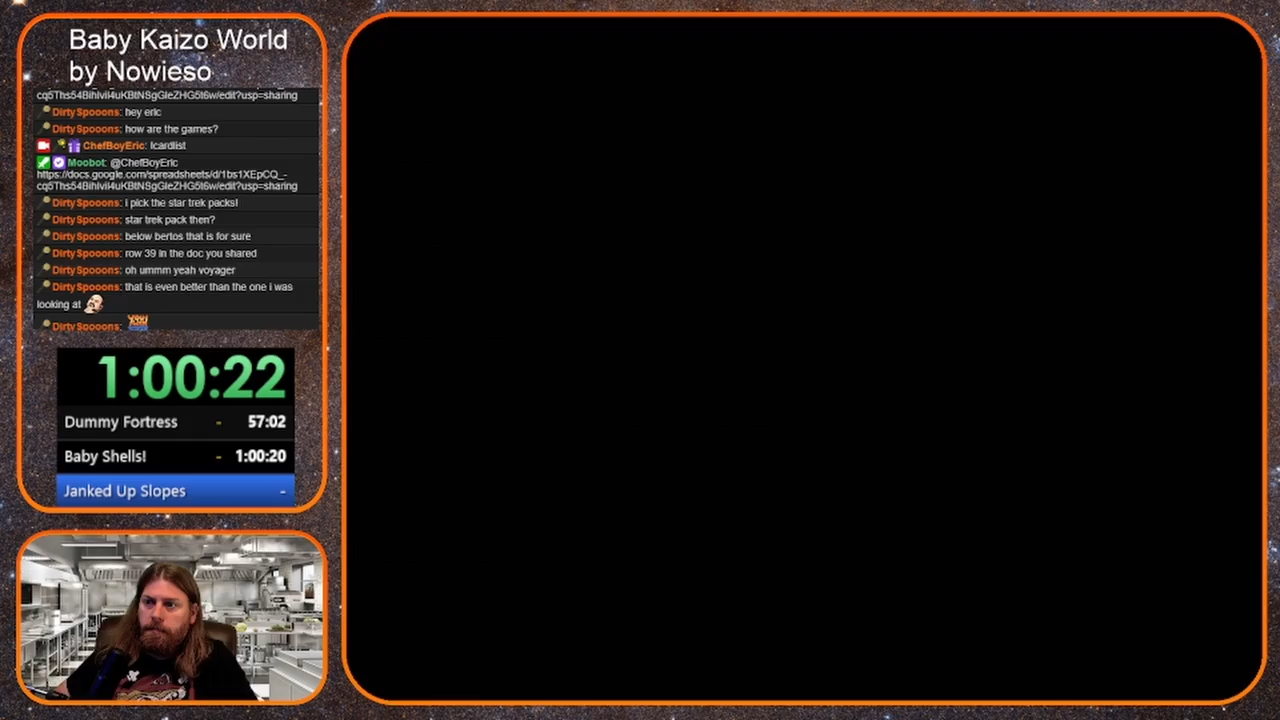 Baby Kaizo World
by Nowieso
DirtySpooons: hey eric
DirtySpooons: how are the games?
ChefBoyEric: !cardlist
Moobot: @ChefBoyEric
DirtySpooons: i pick the star trek packs!
DirtySpooons: star trek pack then?
DirtySpooons: below bertos that is for sure
DirtySpooons: row 39 in the doc you shared
DirtySpooons: oh ummm yeah voyager
DirtySpooons: that is even better than the one i was
looking at
DirtySpooons:
1:00:22
Dummy Fortress - 57:02
Baby Shells! - 1:00:20
Janked Up Slopes -